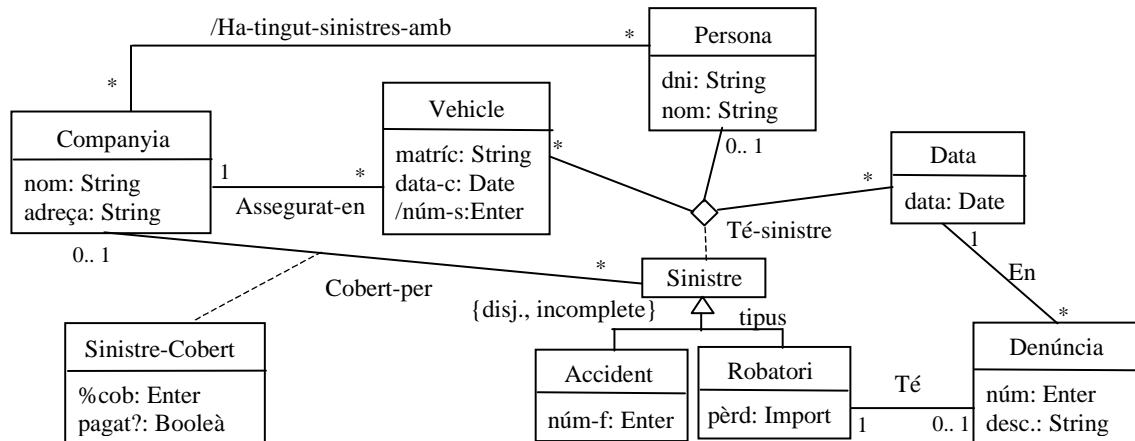 /Ha-tingut-sinistres-amb
*
*
Persona
dni: String
nom: String
0.. 1
Companyia
nom: String
adreça: String
1
*
Assegurat-en
Vehicle
matríc: String
data-c: Date
/núm-s:Enter
*
*
Data
data: Date
1
Té-sinistre
En
0.. 1
*
Cobert-per
Sinistre
{disj., incomplete}
tipus
*
Sinistre-Cobert
%cob: Enter
pagat?: Booleà
Accident
núm-f: Enter
Robatori
pèrd: Import
Té
1
0.. 1
Denúncia
núm: Enter
desc.: String